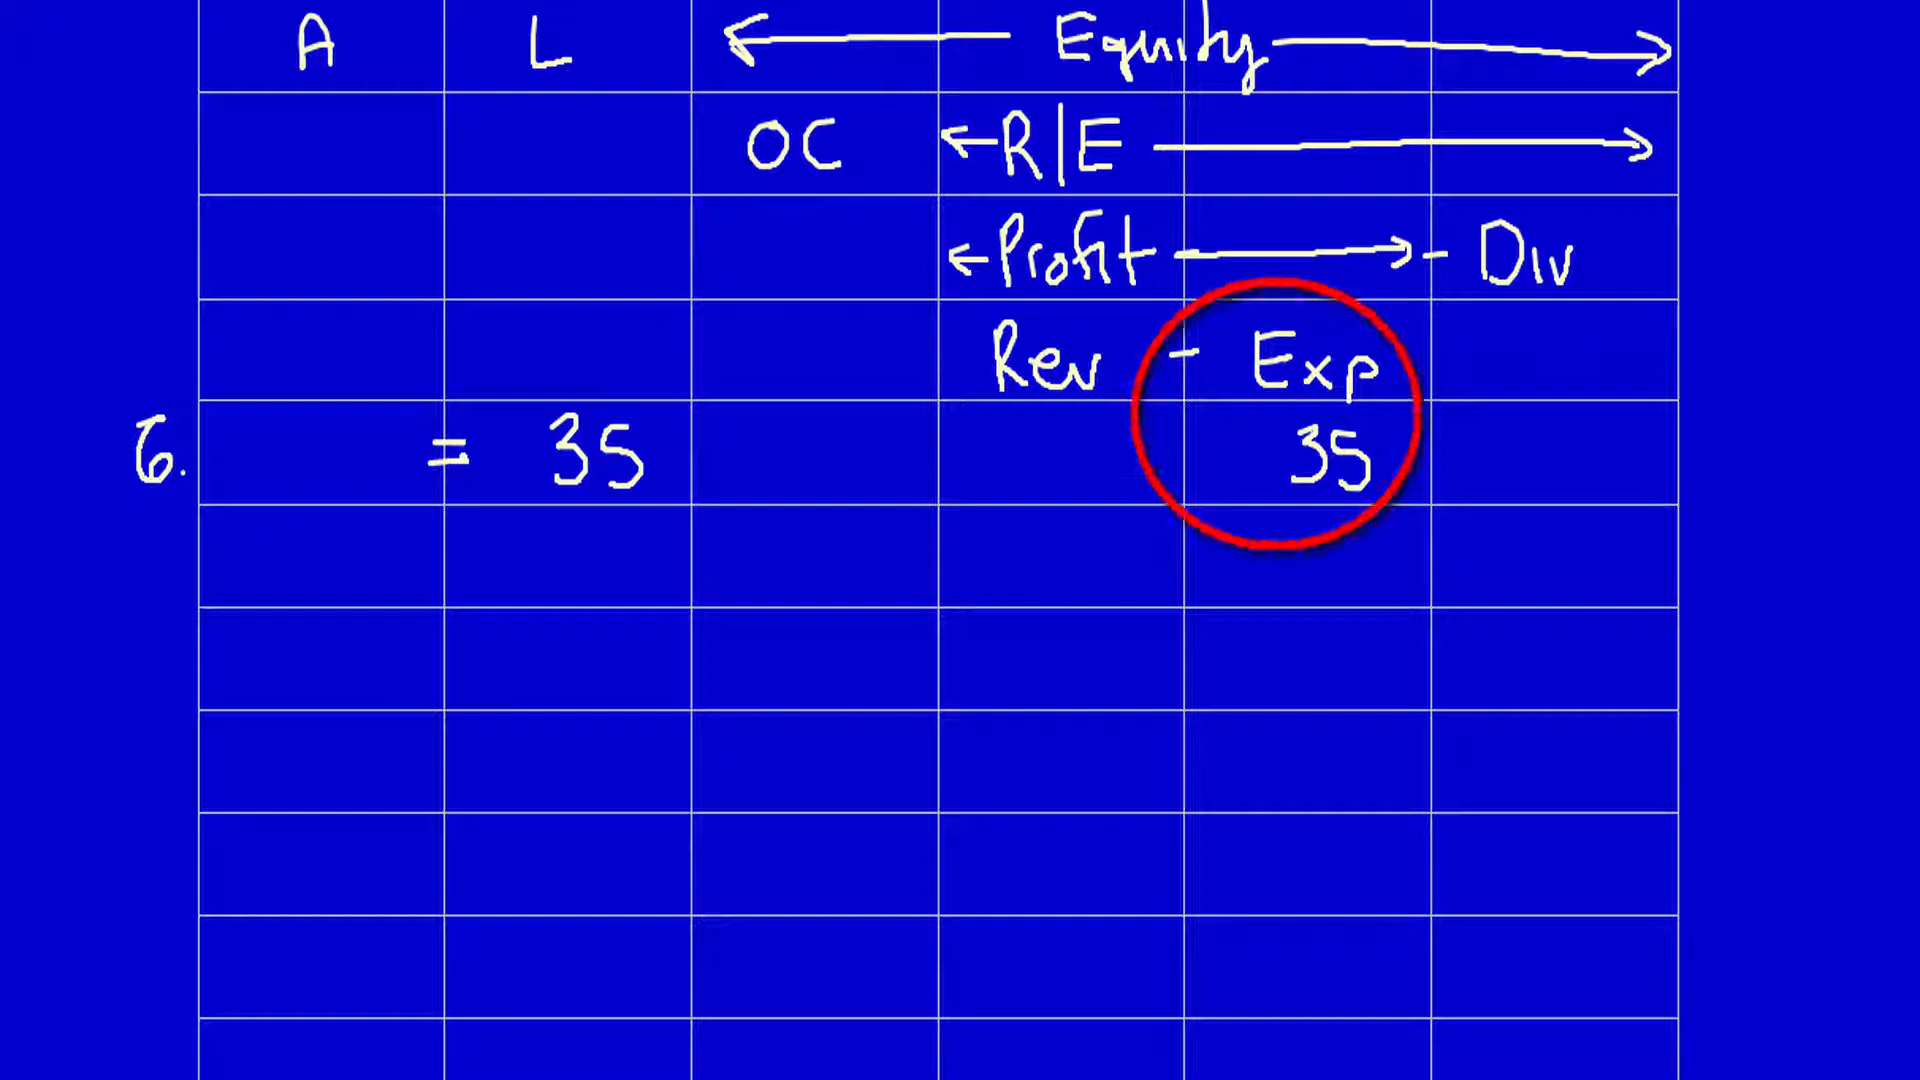 A L Equity
OC R/E
Profit - Div
Rev - Exp
6. = 35 35